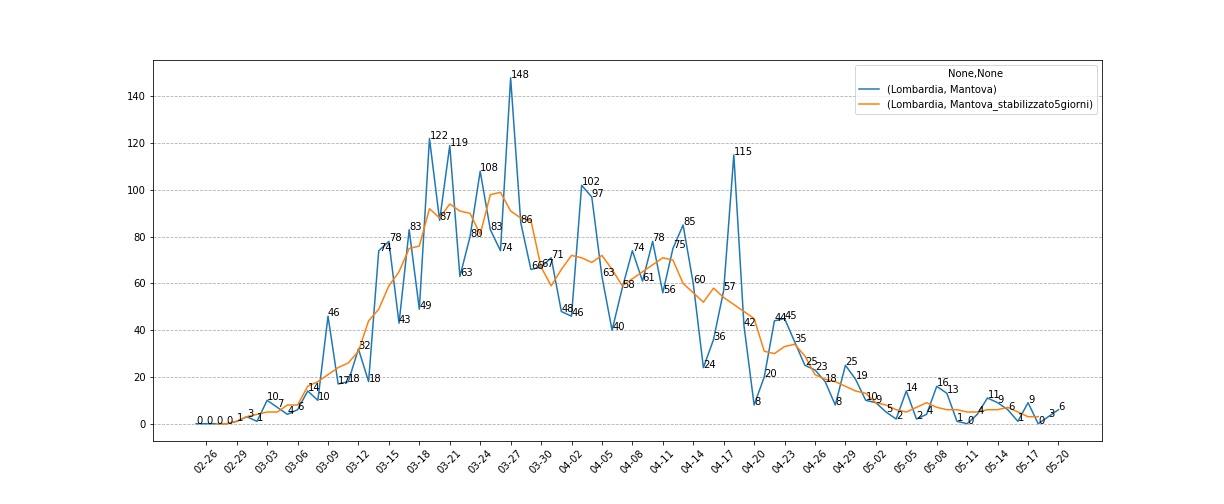 None,None
(Lombardia, Mantova)
(Lombardia, Mantova_stabilizzato5giorni)
140
120
100
80
60
40
20
0
0 0 0 0 1 3 1 10 7 4 6 14 10 46 17 18 32 18 74 78 43 83 49 122 87 119 63 80 108 83 74 148 86 66 67 71 48 46 102 97 63 40 58 74 61 78 56 75 85 60 24 36 57 115 42 8 20 44 45 35 25 23 18 8 25 19 10 9 5 2 14 2 4 16 13 1 0 4 11 9 6 1 9 0 3 6
02-26 02-29 03-03 03-06 03-09 03-12 03-15 03-18 03-21 03-24 03-27 03-30 04-02 04-05 04-08 04-11 04-14 04-17 04-20 04-23 04-26 04-29 05-02 05-05 05-08 05-11 05-14 05-17 05-20